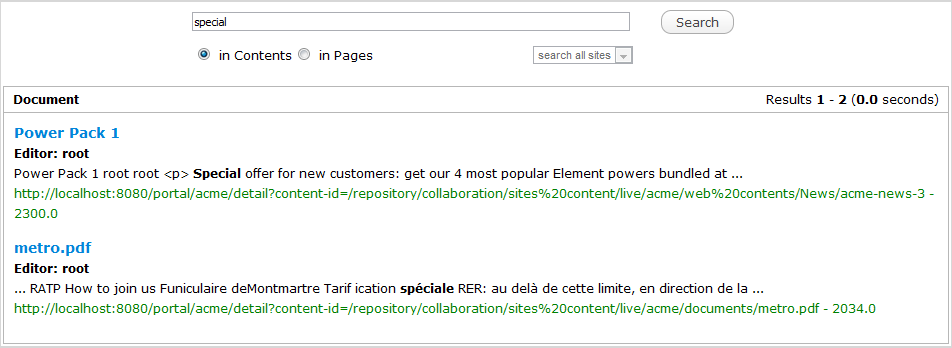 special
Search
in Contents in Pages search all sites
Document Results 1 - 2 (0.0 seconds)
Power Pack 1
Editor: root
Power Pack 1 root root <p> Special offer for new customers: get our 4 most popular Element powers bundled at ...
http://localhost:8080/portal/acme/detail?content-id=/repository/collaboration/sites%20content/live/acme/web%20contents/News/acme-news-3 -
2300.0
metro.pdf
Editor: root
... RATP How to join us Funiculaire deMontmartre Tarif ication spéciale RER: au delà de cette limite, en direction de la ...
http://localhost:8080/portal/acme/detail?content-id=/repository/collaboration/sites%20content/live/acme/documents/metro.pdf - 2034.0